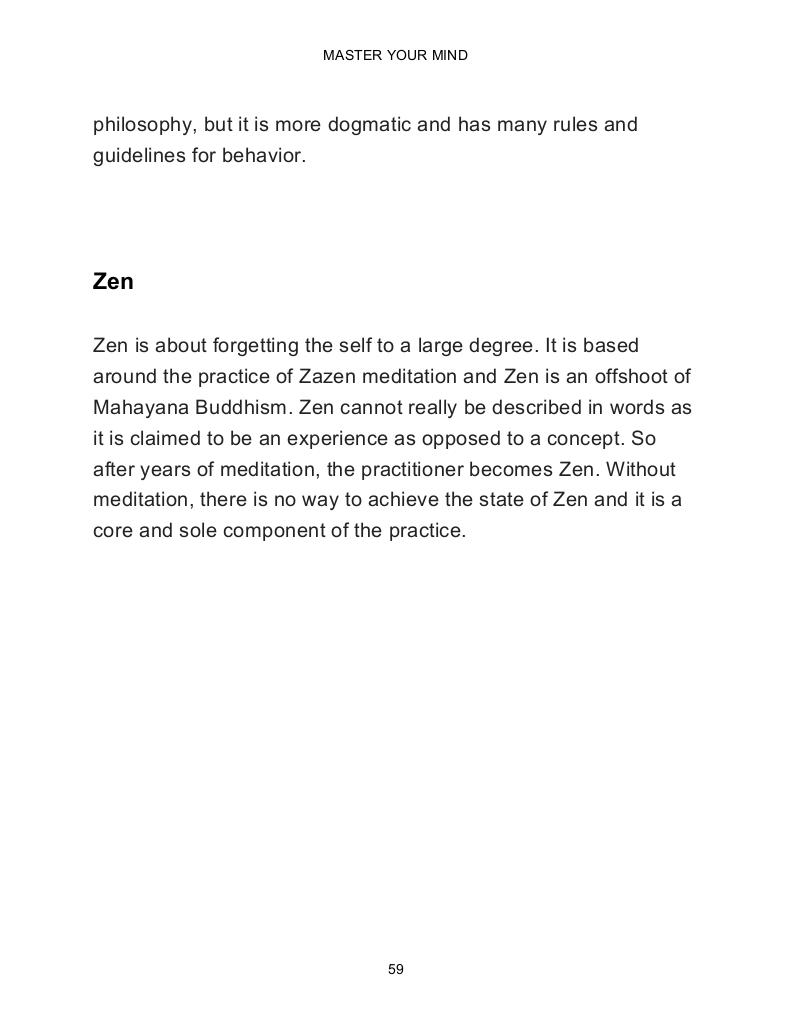 MASTER YOUR MIND
philosophy, but it is more dogmatic and has many rules and
guidelines for behavior.
Zen
Zen is about forgetting the self to a large degree. It is based
around the practice of Zazen meditation and Zen is an offshoot of
Mahayana Buddhism. Zen cannot really be described in words as
it is claimed to be an experience as opposed to a concept. So
after years of meditation, the practitioner becomes Zen. Without
meditation, there is no way to achieve the state of Zen and it is a
core and sole component of the practice.
59